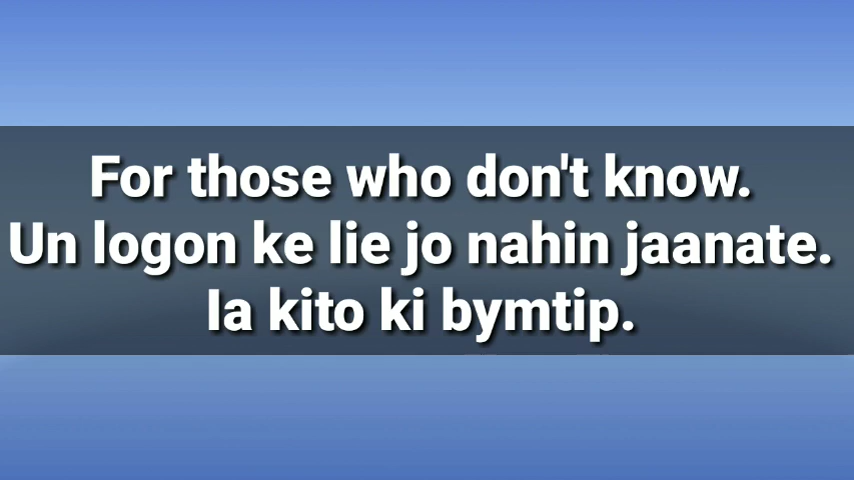 For those who don't know.
Un logon ke lie jo nahin jaanate.
Ia kito ki bymtip.